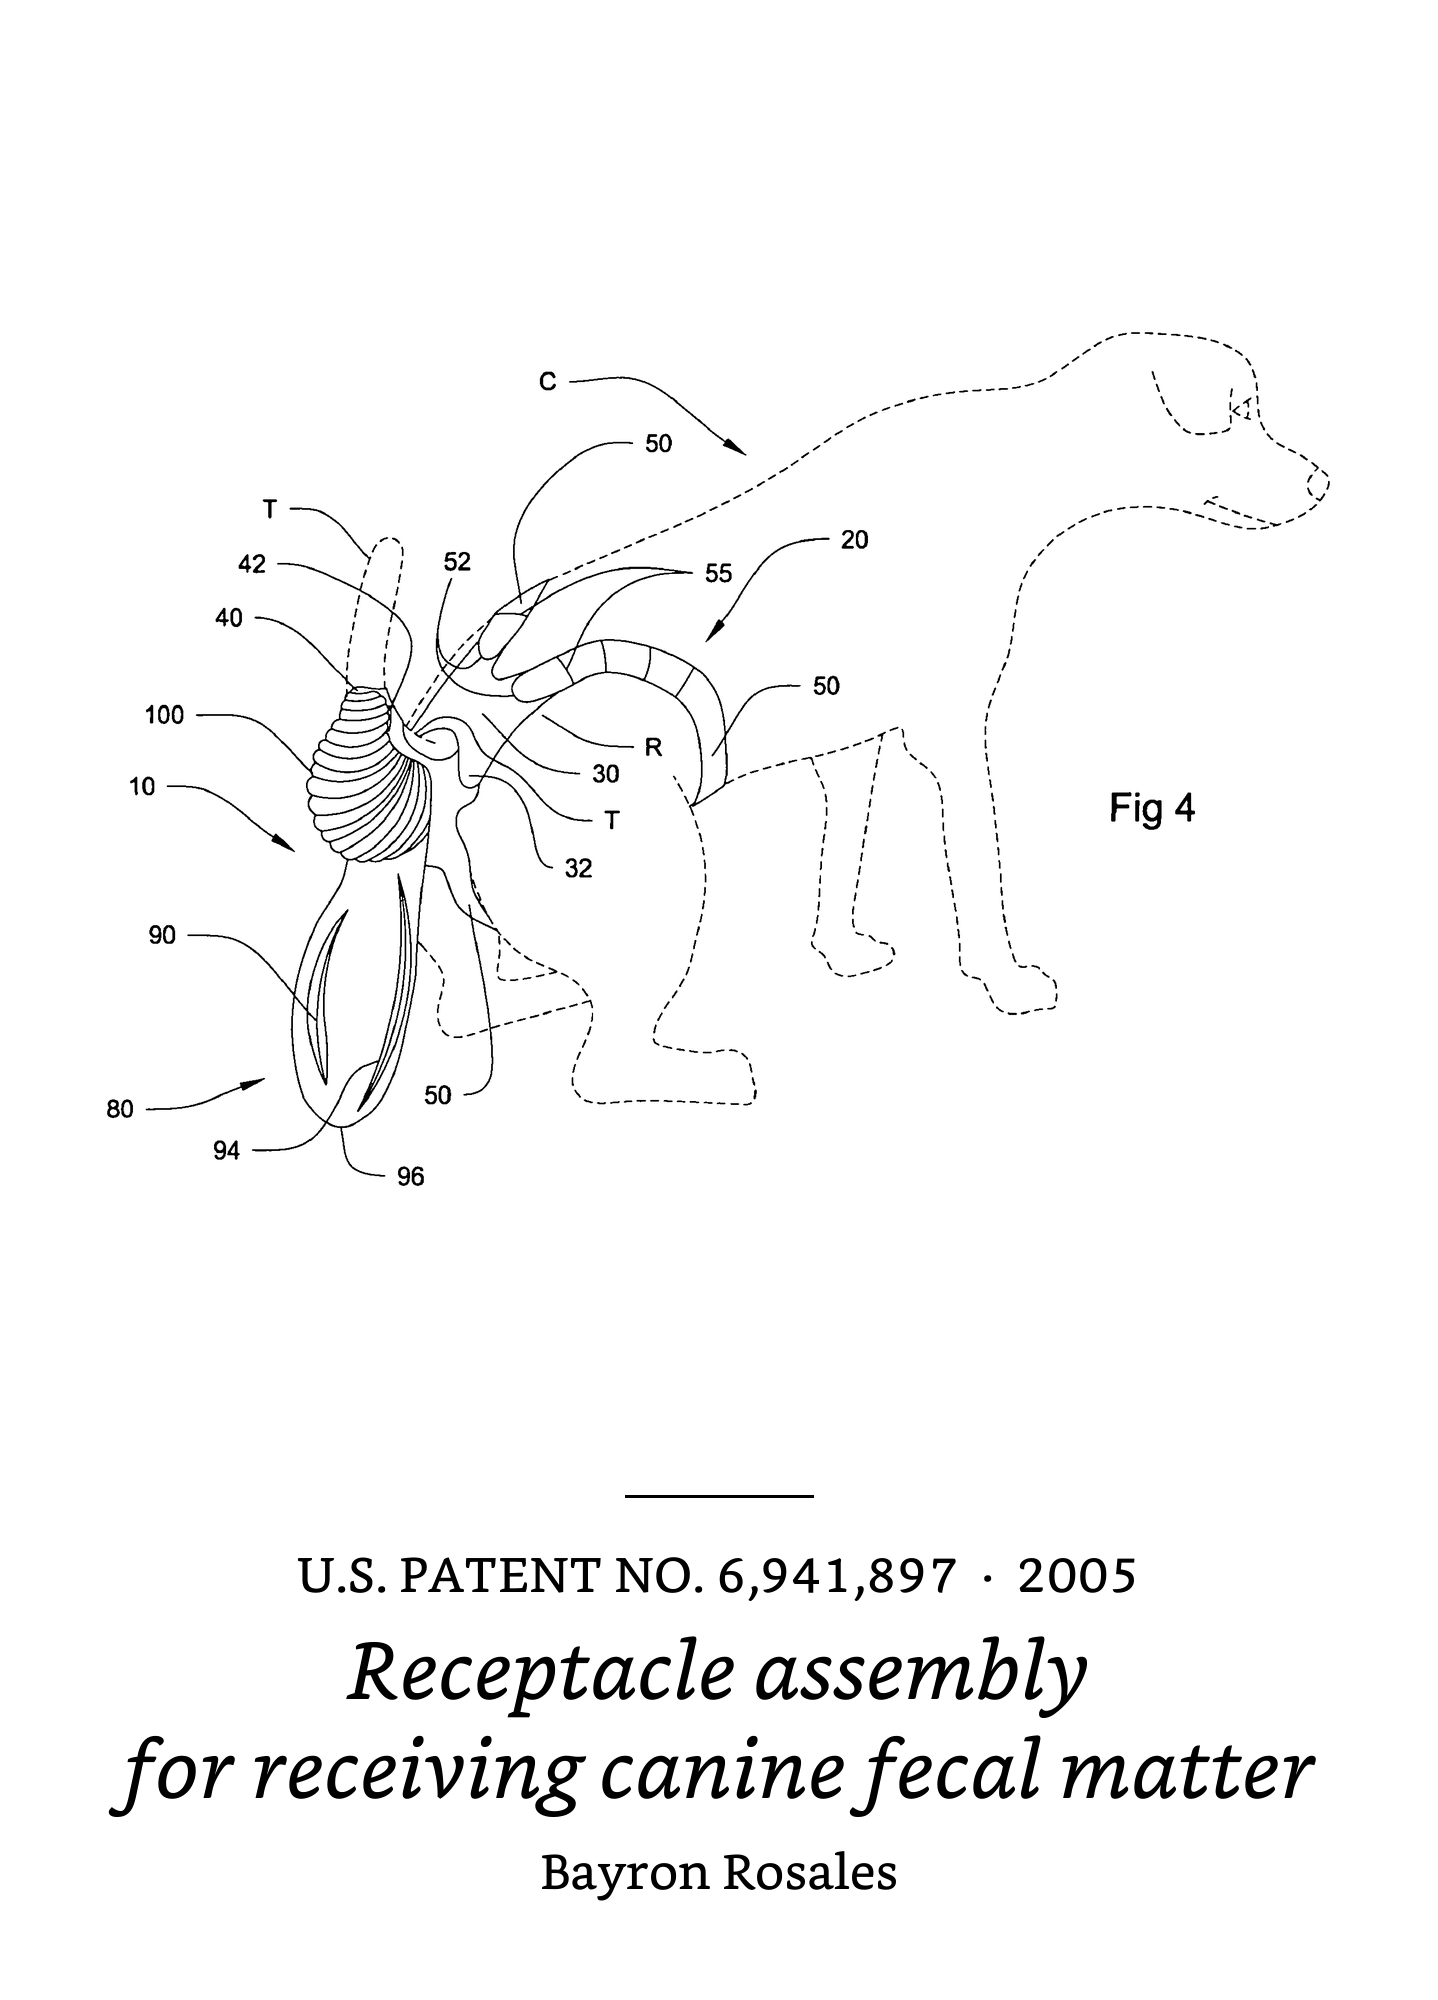 C
50
T
20
42
52
55
40
50
100
R
30
10
T
Fig 4
32
90
50
80
94
96
U.S. PATENT NO. 6,941,897 · 2005
Receptacle assembly
for receiving canine fecal matter
Bayron Rosales